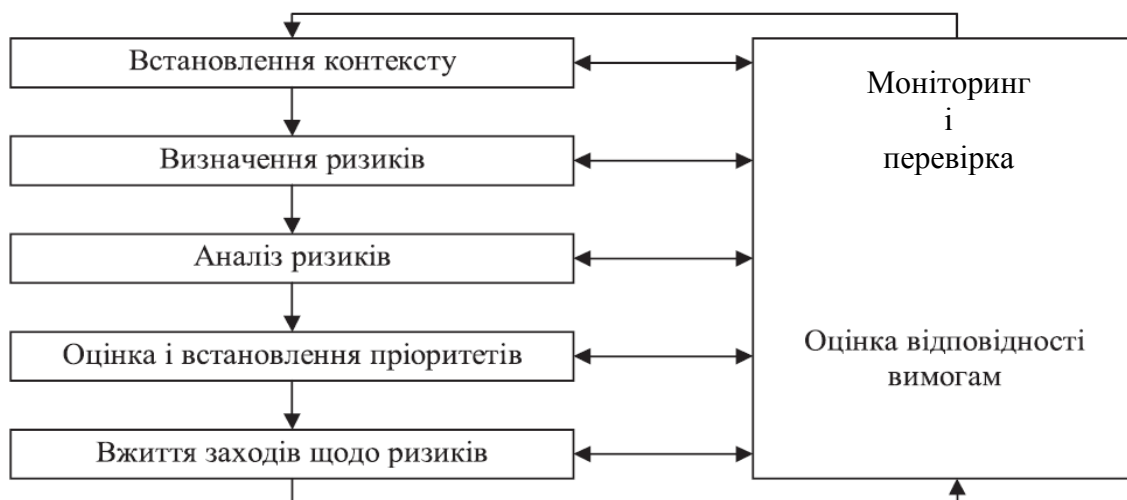 Встановлення контексту
Визначення ризиків
Аналіз ризиків
Оцінка і встановлення пріоритетів
Вжиття заходів щодо ризиків
Моніторинг
і
перевірка
Оцінка відповідності
вимогам